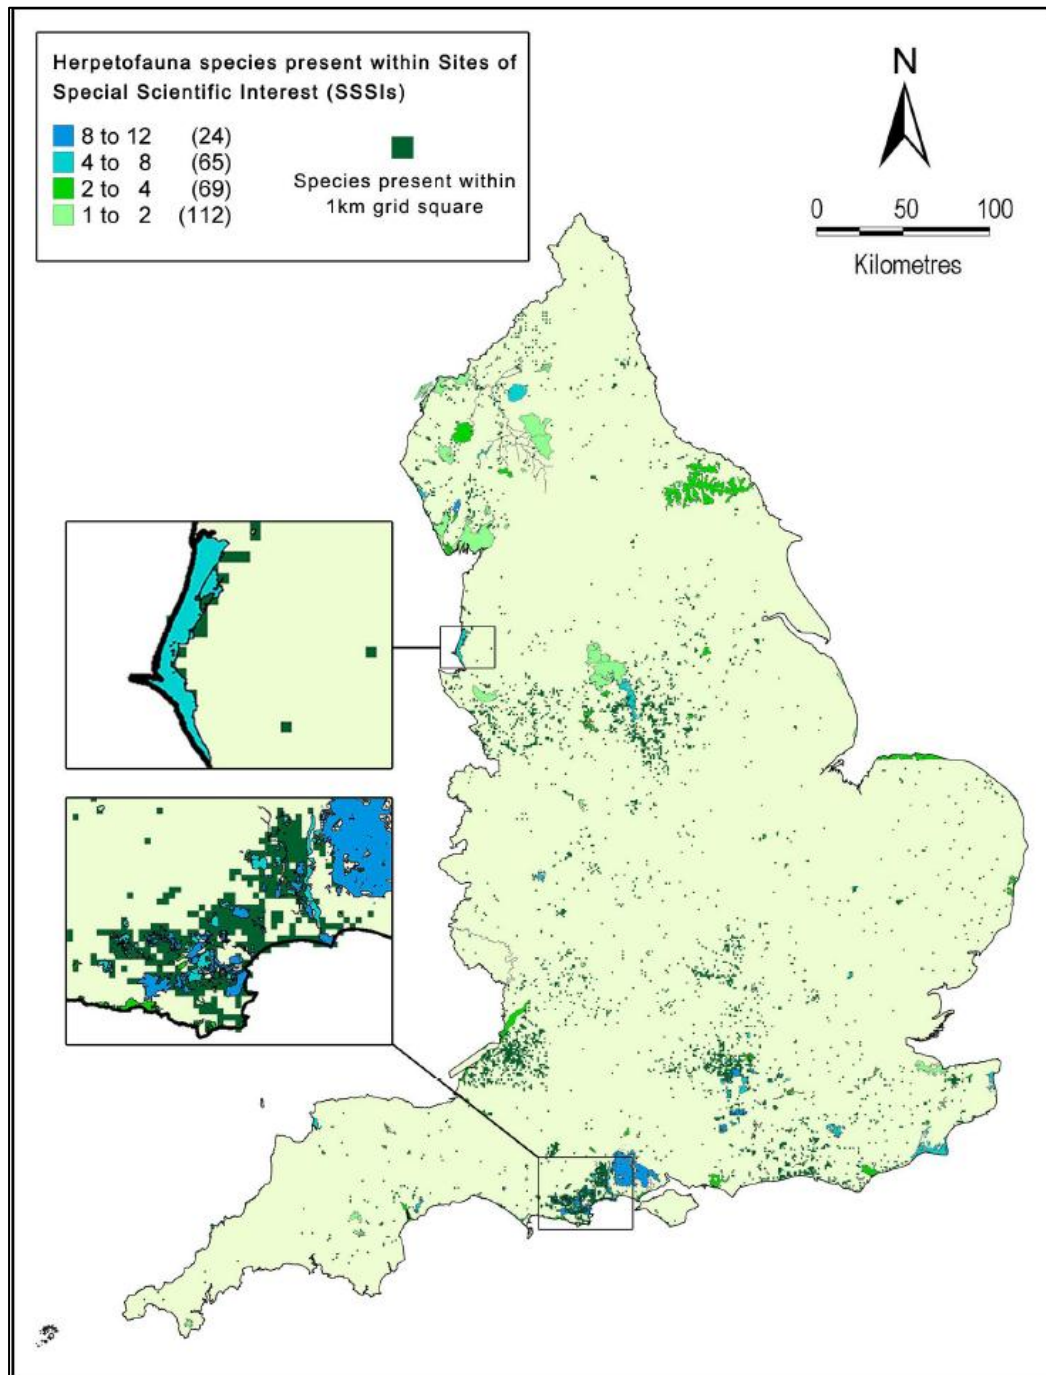 Herpetofauna species present within Sites of
Special Scientific Interest (SSSIs)
8 to 12 (24)
4 to 8 (65)
2 to 4 (69)
1 to 2 (112)
Species present within
1km grid square
N
0 50 100
Kilometres